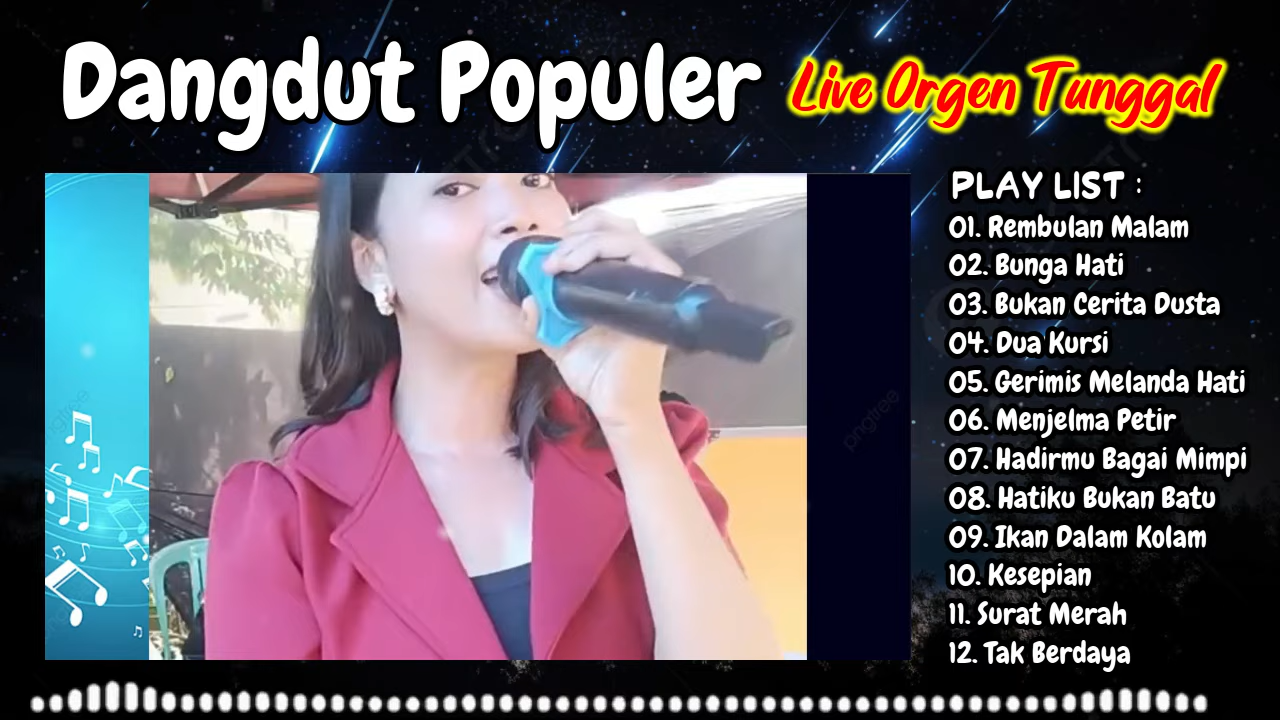 Dangdut Populer
Live Orgen Tunggal
PLAY LIST :
01. Rembulan Malam
02. Bunga Hati
03. Bukan Cerita Dusta
04. Dua Kursi
05. Gerimis Melanda Hati
06. Menjelma Petir
07. Hadirmu Bagai Mimpi
08. Hatiku Bukan Batu
09. Ikan Dalam Kolam
10. Kesepian
11. Surat Merah
12. Tak Berdaya
pngtree